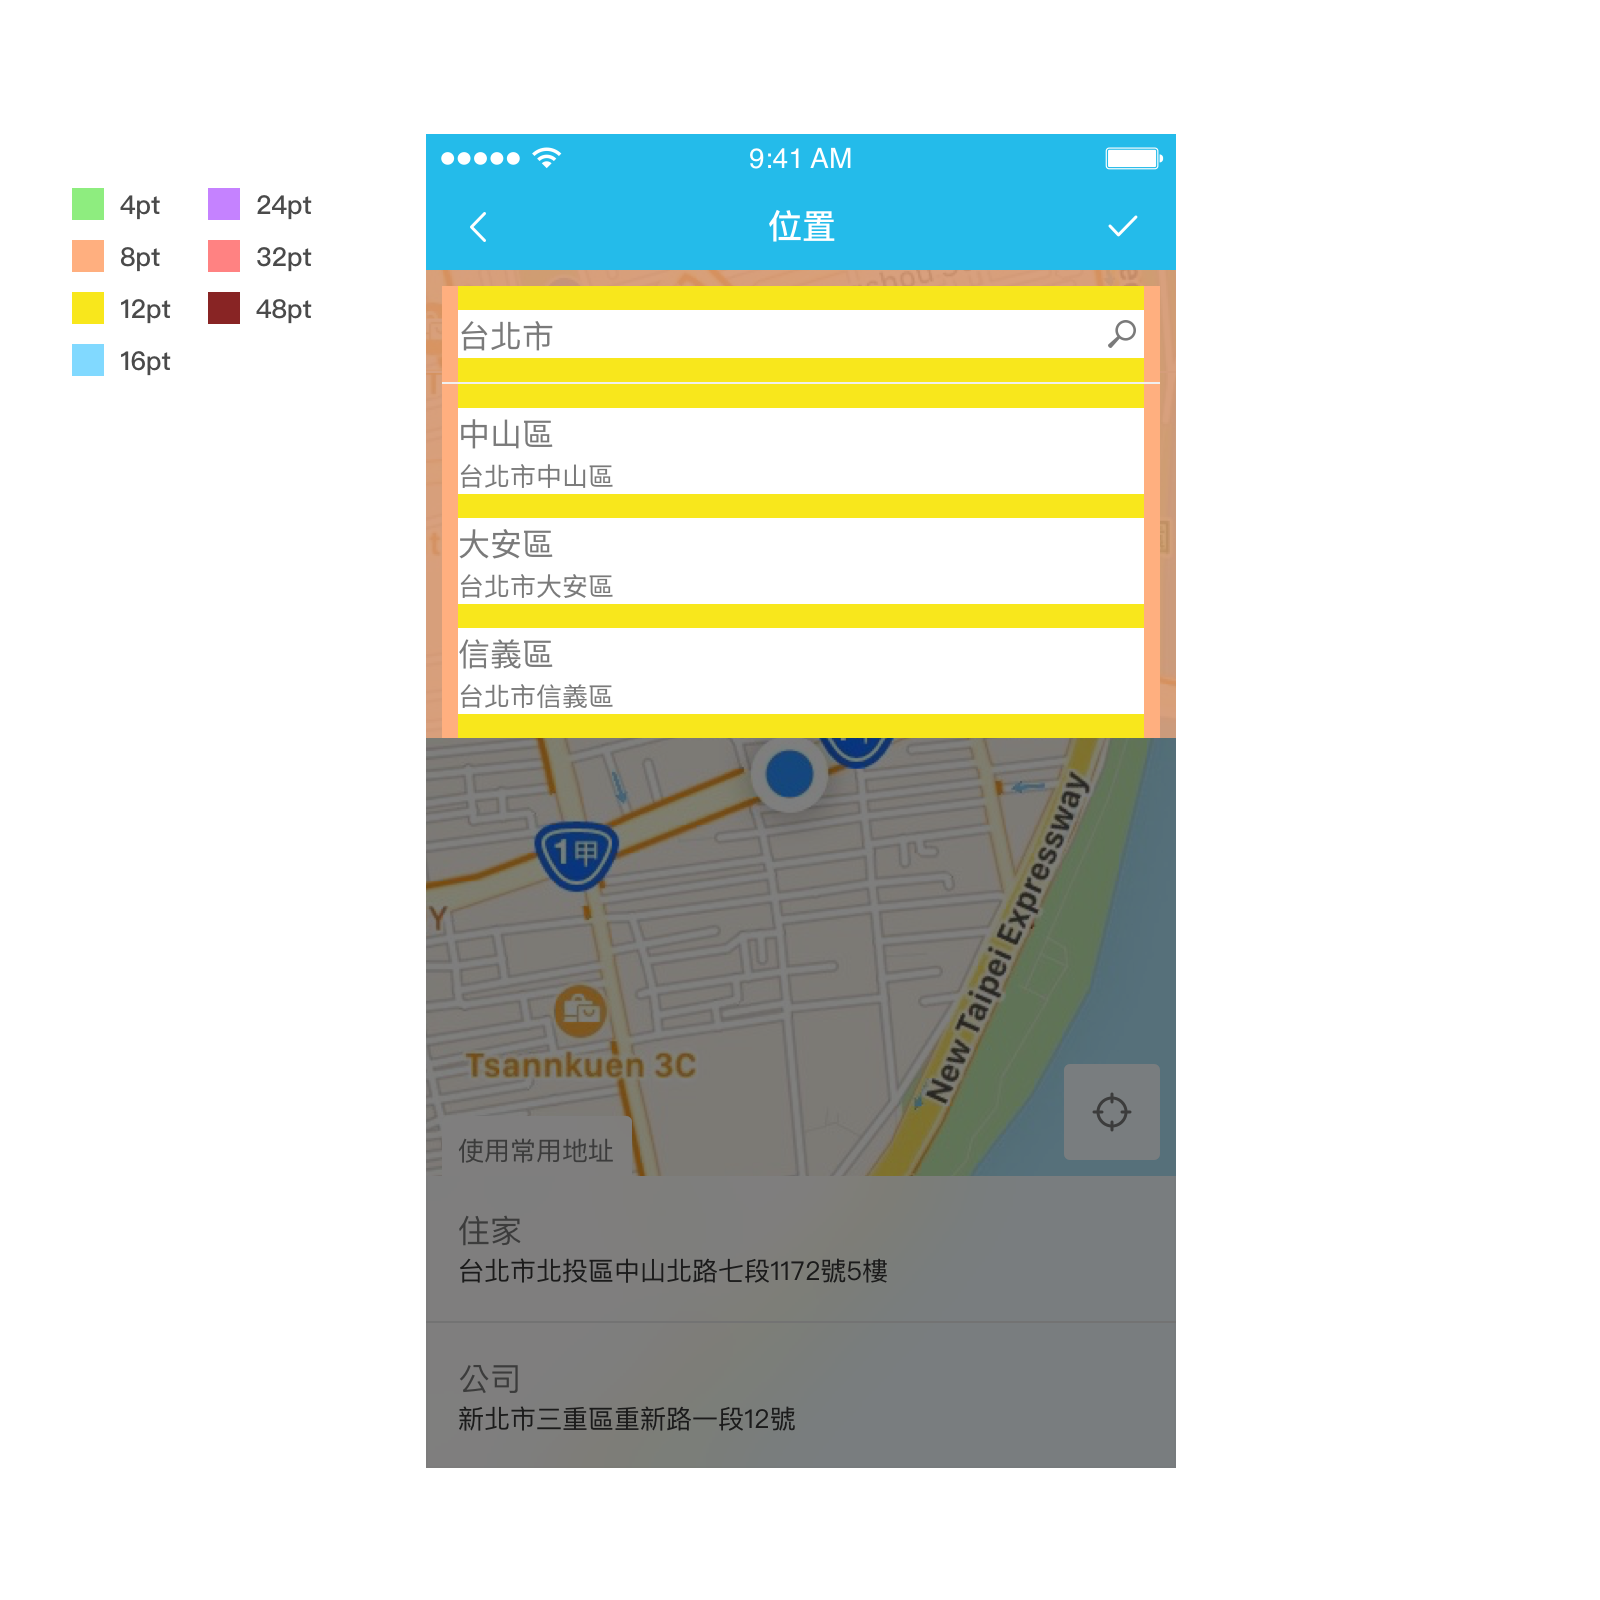 4pt
24pt
8pt
32pt
12pt
48pt
16pt
9:41 AM
位置
台北市
中山區
台北市中山區
大安區
台北市大安區
信義區
台北市信義區
1甲
Y
New Taipei Expressway
Tsannkuen 3C
使用常用地址
住家
台北市北投區中山北路七段1172號5樓
公司
新北市三重區重新路一段12號